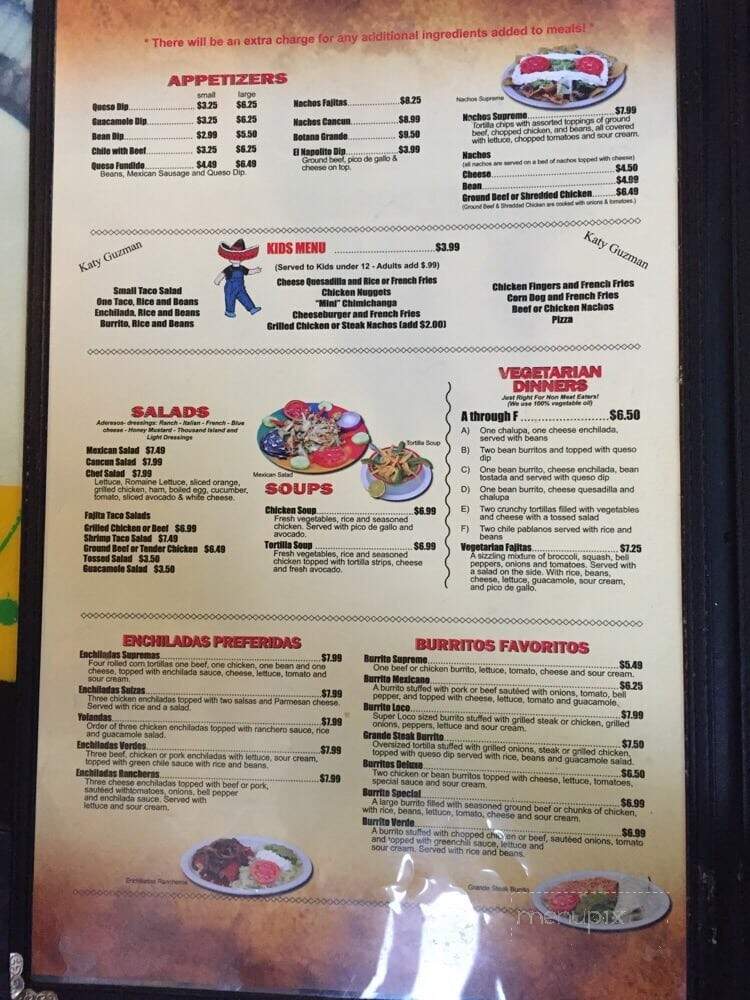 * There will be an extra charge for any additional ingredients added to meals! *
APPETIZERS
small large
Queso Dip $3.25 $6.25
Guacamole Dip $3.25 $6.25
Bean Dip $2.99 $5.50
Chile with Beef $3.25 $6.25
Queso Fundido $4.49 $6.49
Beans, Mexican Sausage and Queso Dip.
Nachos Fajitas $8.25
Nachos Cancun $8.99
Botana Grande $9.50
El Napolito Dip $3.99
Ground beef, pico de gallo &
cheese on top.
Nachos Supreme
Nachos Supreme $7.99
Tortilla chips with assorted toppings of ground
beef, chopped chicken, and beans, all covered
with lettuce, chopped tomatoes and sour cream.
Nachos
(all nachos are served on a bed of nachos topped with cheese)
Cheese $4.50
Bean $4.99
Ground Beef or Shredded Chicken $6.49
(Ground Beef & Shredded Chicken are cooked with onions & tomatoes.)
Katy Guzman
KIDS MENU $3.99
(Served to Kids under 12 - Adults add $.99)
Katy Guzman
Small Taco Salad
One Taco, Rice and Beans
Enchilada, Rice and Beans
Burrito, Rice and Beans
Cheese Quesadilla and Rice or French Fries
Chicken Nuggets
"Mini" Chimichanga
Cheeseburger and French Fries
Grilled Chicken or Steak Nachos (add $2.00)
Chicken Fingers and French Fries
Corn Dog and French Fries
Beef or Chicken Nachos
Pizza
SALADS
Aderesos- dressings: Ranch - Italian - French - Blue
cheese - Honey Mustard - Thousand Island and
Light Dressings
Mexican Salad $7.49
Cancun Salad $7.99
Chef Salad $7.99
Lettuce, Romaine Lettuce, sliced orange,
grilled chicken, ham, boiled egg, cucumber,
tomato, sliced avocado & white cheese.
Fajita Taco Salads
Grilled Chicken or Beef $6.99
Shrimp Taco Salad $7.49
Ground Beef or Tender Chicken $6.49
Tossed Salad $3.50
Guacamole Salad $3.50
Mexican Salad
Tortilla Soup
SOUPS
Chicken Soup $6.99
Fresh vegetables, rice and seasoned
chicken. Served with pico de gallo and
avocado.
Tortilla Soup $6.99
Fresh vegetables, rice and seasoned
chicken topped with tortilla strips, cheese
and fresh avocado.
VEGETARIAN
DINNERS
Just Right For Non Meat Eaters!
(We use 100% vegetable oil)
A through F $6.50
A) One chalupa, one cheese enchilada,
served with beans
B) Two bean burritos and topped with queso
dip
C) One bean burrito, cheese enchilada, bean
tostada and served with queso dip
D) One bean burrito, cheese quesadilla and
chalupa
E) Two crunchy tortillas filled with vegetables
and cheese with a tossed salad
F) Two chile pablanos served with rice and
beans
Vegetarian Fajitas $7.25
A sizzling mixture of broccoli, squash, bell
peppers, onions and tomatoes. Served with
a salad on the side. With rice, beans,
cheese, lettuce, guacamole, sour cream,
and pico de gallo.
ENCHILADAS PREFERIDAS
Enchiladas Supremas $7.99
Four rolled corn tortillas one beef, one chicken, one bean and one
cheese, topped with enchilada sauce, cheese, lettuce, tomato and
sour cream.
Enchiladas Suizas $7.99
Three chicken enchiladas topped with two salsas and Parmesan cheese.
Served with rice and a salad.
Yolandas $7.99
Order of three chicken enchiladas topped with ranchero sauce, rice
and guacamole salad.
Enchiladas Verdes $7.99
Three beef, chicken or pork enchiladas with lettuce, sour cream,
topped with green chile sauce with rice and beans.
Enchiladas Rancheras $7.99
Three cheese enchiladas topped with beef or pork,
sautéed withtomatoes, onions, bell pepper
and enchilada sauce. Served with
lettuce and sour cream.
Enchiladas Rancheras
BURRITOS FAVORITOS
Burrito Supreme $5.49
One beef or chicken burrito, lettuce, tomato, cheese and sour cream.
Burrito Mexicano $6.25
A burrito stuffed with pork or beef sautéed with onions, tomato, bell
pepper, and topped with cheese, lettuce, tomato and guacamole.
Burrito Loco $7.99
Super Loco sized burrito stuffed with grilled steak or chicken, grilled
onions, peppers, lettuce and sour cream.
Grande Steak Burrito $7.50
Oversized tortilla stuffed with grilled onions, steak or grilled chicken,
topped with queso dip served with rice, beans and guacamole salad.
Burritos Deluxe $6.50
Two chicken or bean burritos topped with cheese, lettuce, tomatoes,
special sauce and sour cream.
Burrito Special $6.99
A large burrito filled with seasoned ground beef or chunks of chicken,
with rice, beans, lettuce, tomato, cheese and sour cream.
Burrito Verde $6.99
A burrito stuffed with chopped chicken or beef, sautéed onions, tomato
and topped with greenchili sauce, lettuce and
sour cream. Served with rice and beans.
Grande Steak Burrito
menupix